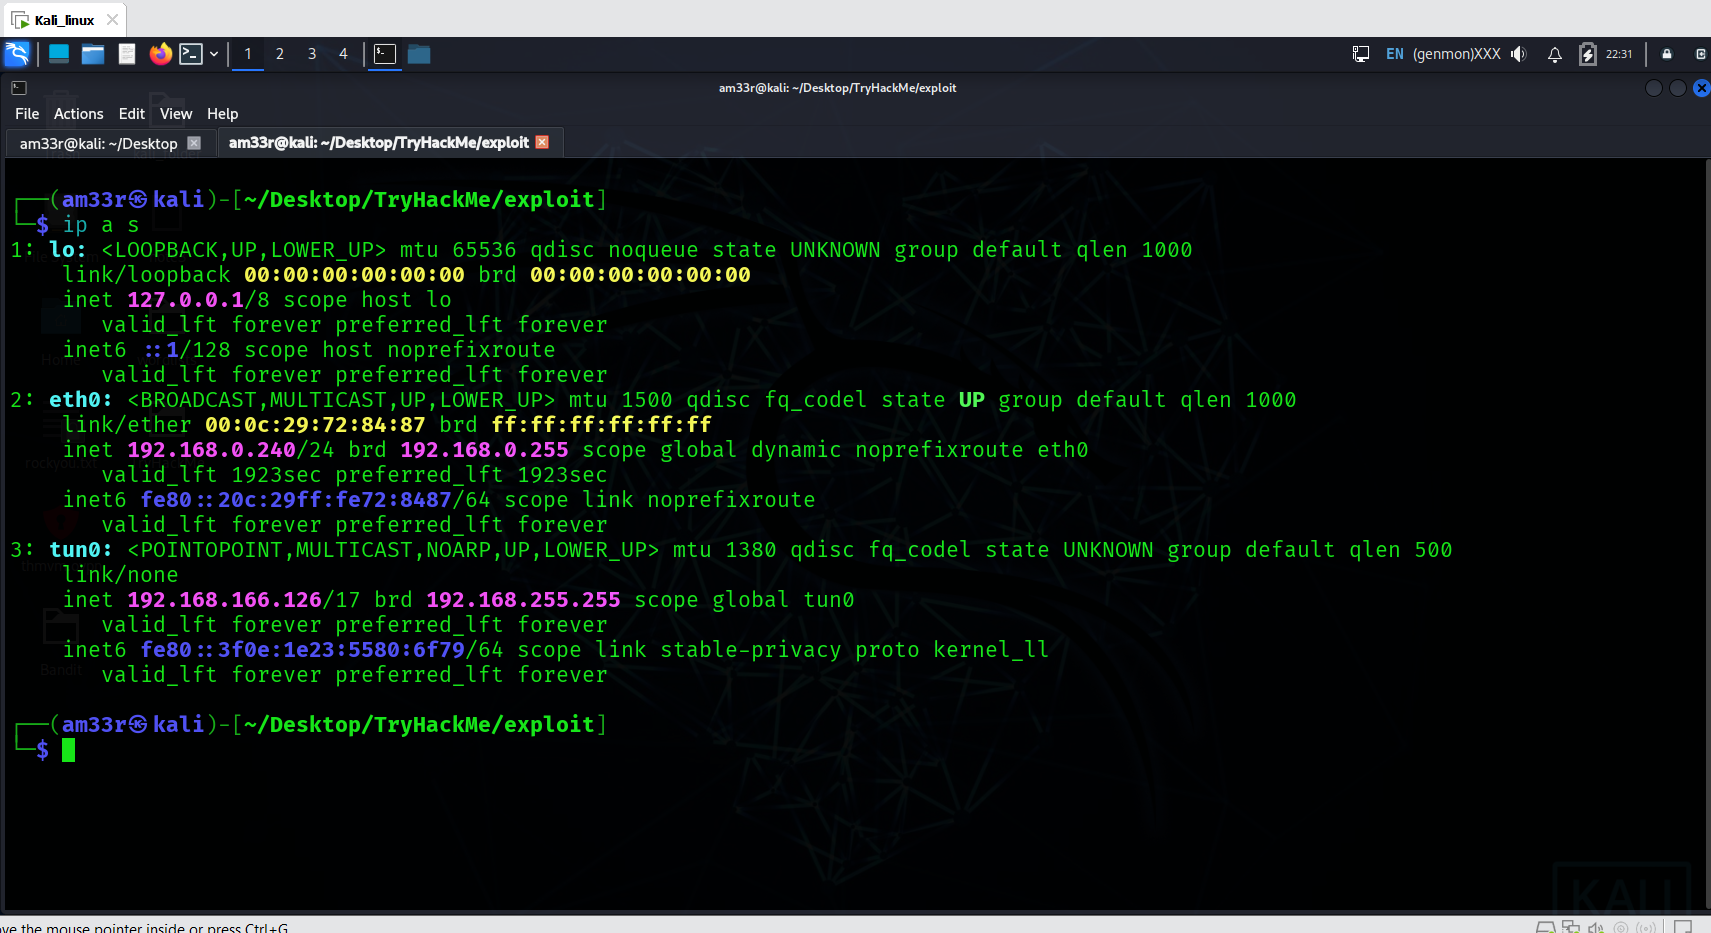 Kali_linux
1 2 3 4 EN (genmon)XXX 22:31
am33r@kali: ~/Desktop/TryHackMe/exploit
File Actions Edit View Help
am33r@kali: ~/Desktop am33r@kali: ~/Desktop/TryHackMe/exploit
┌──(am33r㉿kali)-[~/Desktop/TryHackMe/exploit]
└─$ ip a s
1: lo: <LOOPBACK,UP,LOWER_UP> mtu 65536 qdisc noqueue state UNKNOWN group default qlen 1000
    link/loopback 00:00:00:00:00:00 brd 00:00:00:00:00:00
    inet 127.0.0.1/8 scope host lo
       valid_lft forever preferred_lft forever
    inet6 ::1/128 scope host noprefixroute
       valid_lft forever preferred_lft forever
2: eth0: <BROADCAST,MULTICAST,UP,LOWER_UP> mtu 1500 qdisc fq_codel state UP group default qlen 1000
    link/ether 00:0c:29:72:84:87 brd ff:ff:ff:ff:ff:ff
    inet 192.168.0.240/24 brd 192.168.0.255 scope global dynamic noprefixroute eth0
       valid_lft 1923sec preferred_lft 1923sec
    inet6 fe80::20c:29ff:fe72:8487/64 scope link noprefixroute
       valid_lft forever preferred_lft forever
3: tun0: <POINTOPOINT,MULTICAST,NOARP,UP,LOWER_UP> mtu 1380 qdisc fq_codel state UNKNOWN group default qlen 500
    link/none
    inet 192.168.166.126/17 brd 192.168.255.255 scope global tun0
       valid_lft forever preferred_lft forever
    inet6 fe80::3f0e:1e23:5580:6f79/64 scope link stable-privacy proto kernel_ll
       valid_lft forever preferred_lft forever
Bandit
┌──(am33r㉿kali)-[~/Desktop/TryHackMe/exploit]
└─$
KALI
the mouse pointer inside or press Ctrl+G